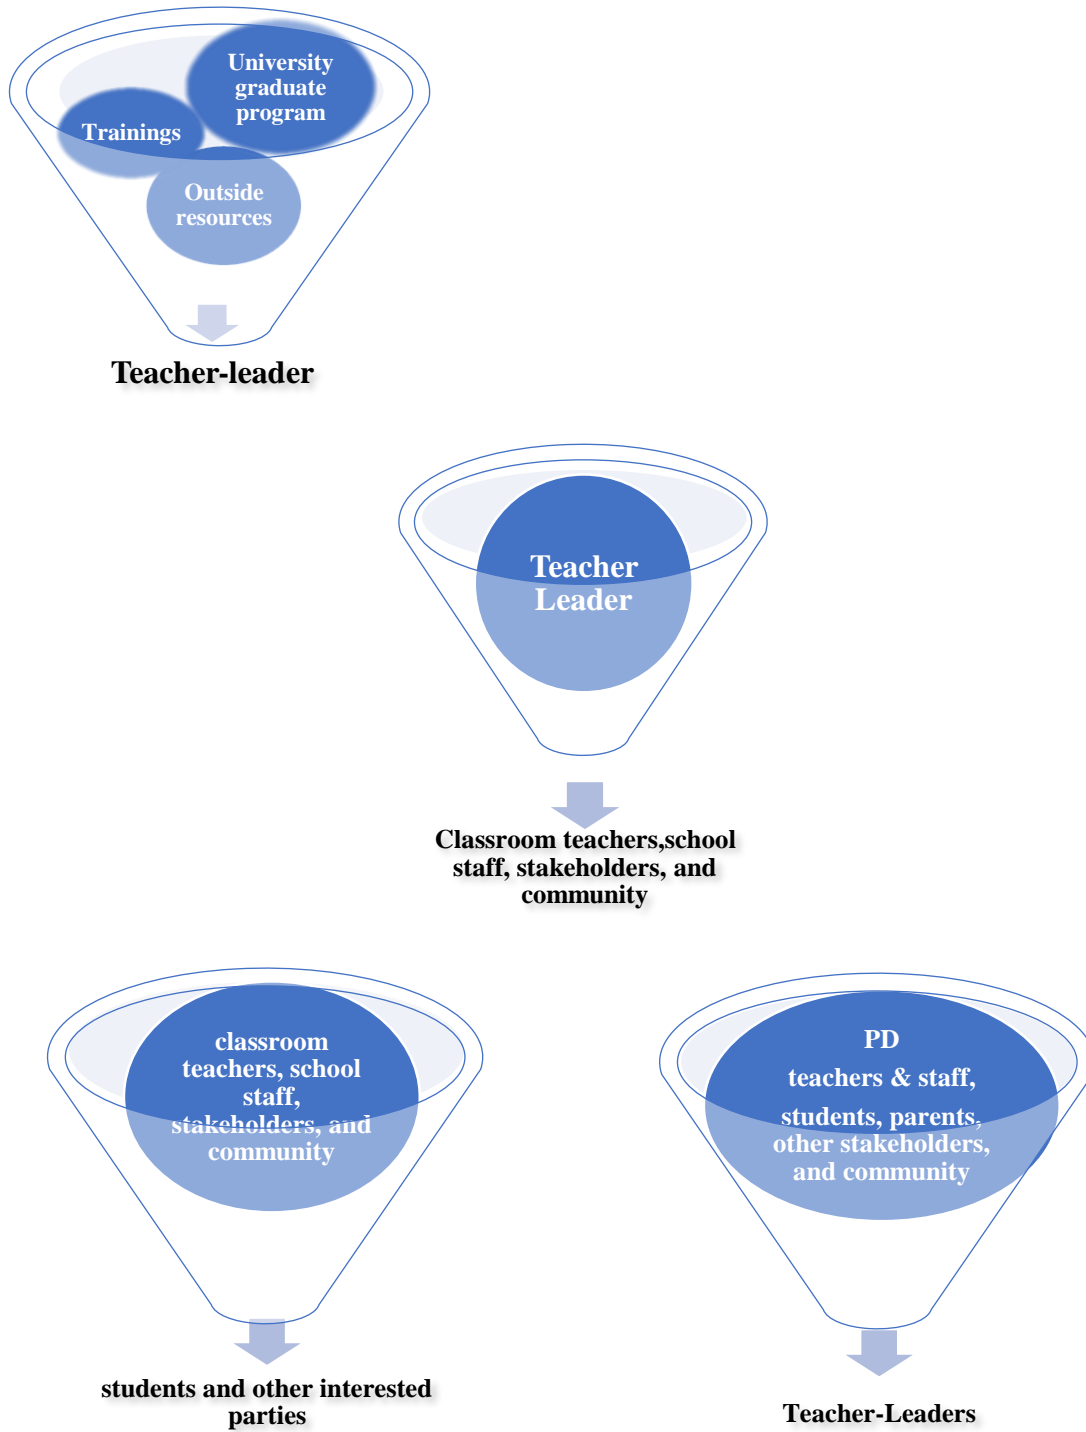 University
graduate
program
Trainings
Outside
resources
Teacher-leader
Teacher
Leader
Classroom teachers,school
staff, stakeholders, and
community
classroom
teachers, school
staff,
stakeholders, and
community
students and other interested
parties
PD
teachers & staff,
students, parents,
other stakeholders,
and community
Teacher-Leaders